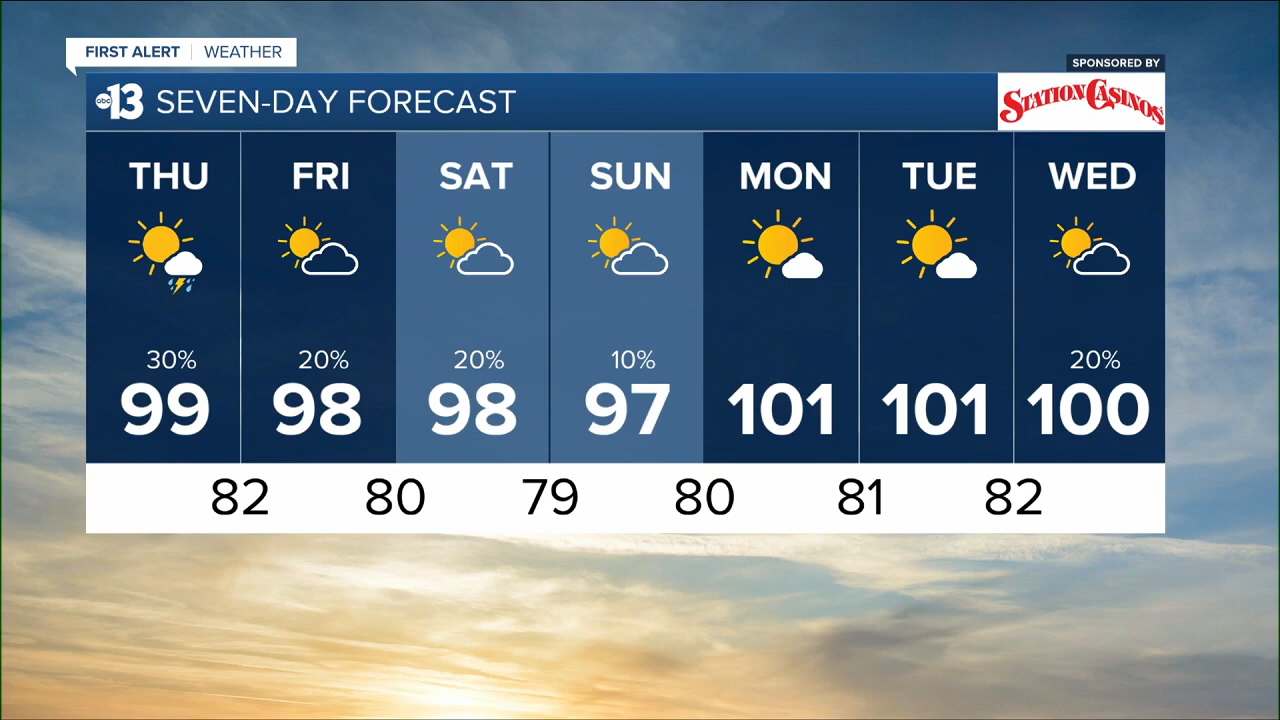 FIRST ALERT | WEATHER
SPONSORED BY
abc 13 SEVEN-DAY FORECAST
STATION CASINOS
THU FRI SAT SUN MON TUE WED
30% 20% 20% 10% 20%
99 98 98 97 101 101 100
82 80 79 80 81 82